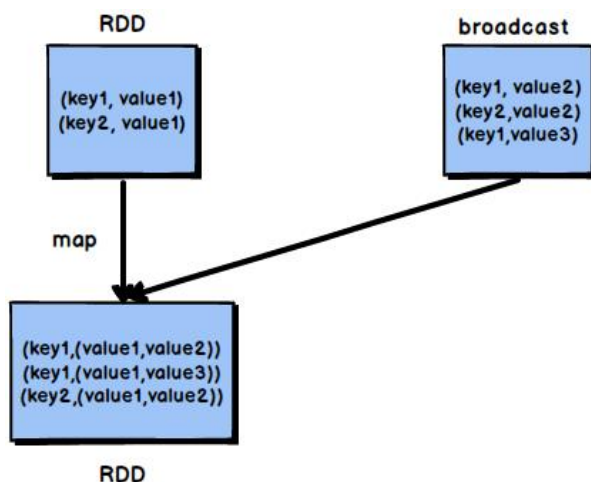 RDD
(key1, value1)
(key2, value1)
broadcast
(key1, value2)
(key2,value2)
(key1,value3)
map
(key1,(value1,value2))
(key1,(value1,value3))
(key2,(value1,value2))
RDD